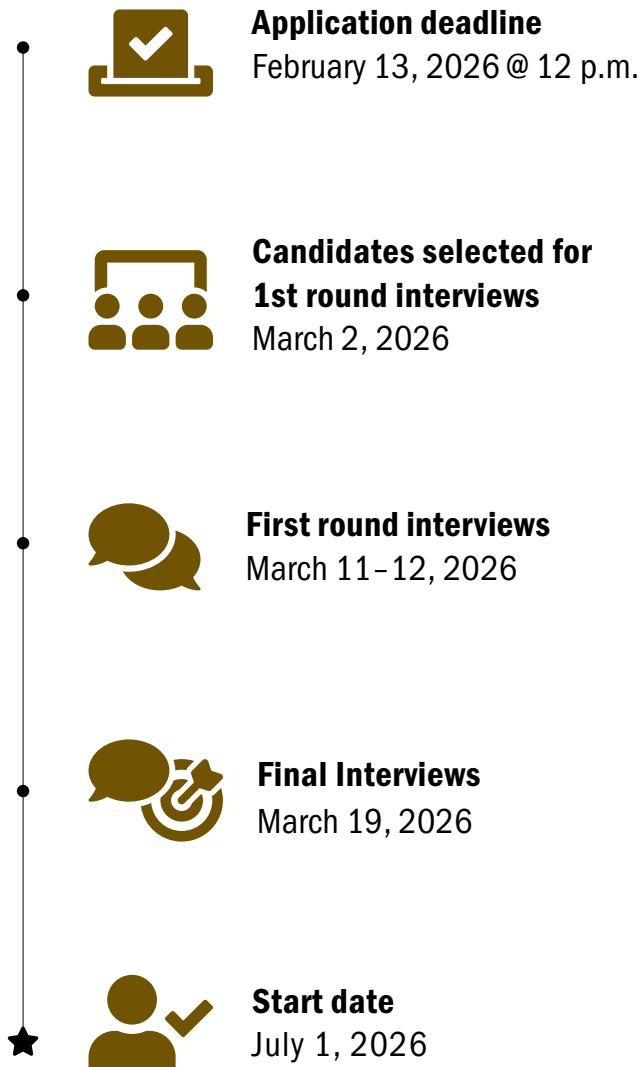 Application deadline
February 13, 2026 @ 12 p.m.
Candidates selected for
1st round interviews
March 2, 2026
First round interviews
March 11–12, 2026
Final Interviews
March 19, 2026
Start date
July 1, 2026